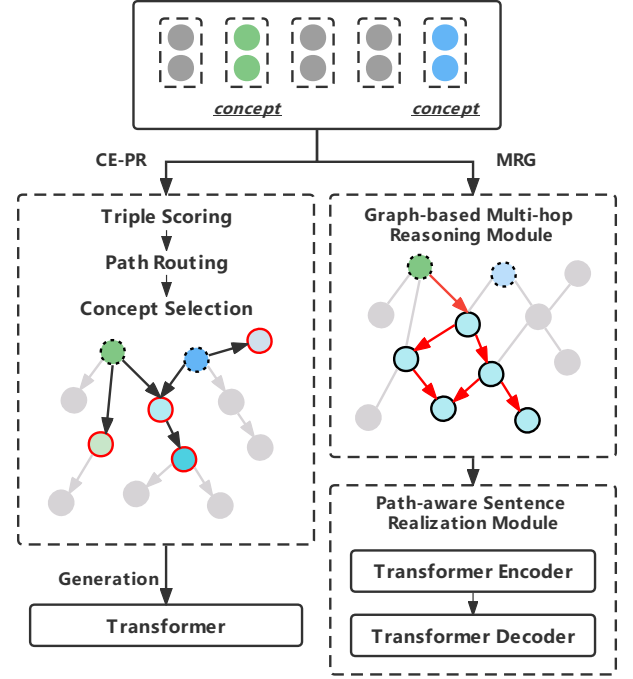 concept
concept
CE-PR
MRG
Triple Scoring
Path Routing
Concept Selection
Graph-based Multi-hop
Reasoning Module
Path-aware Sentence
Realization Module
Generation
Transformer
Transformer Encoder
Transformer Decoder